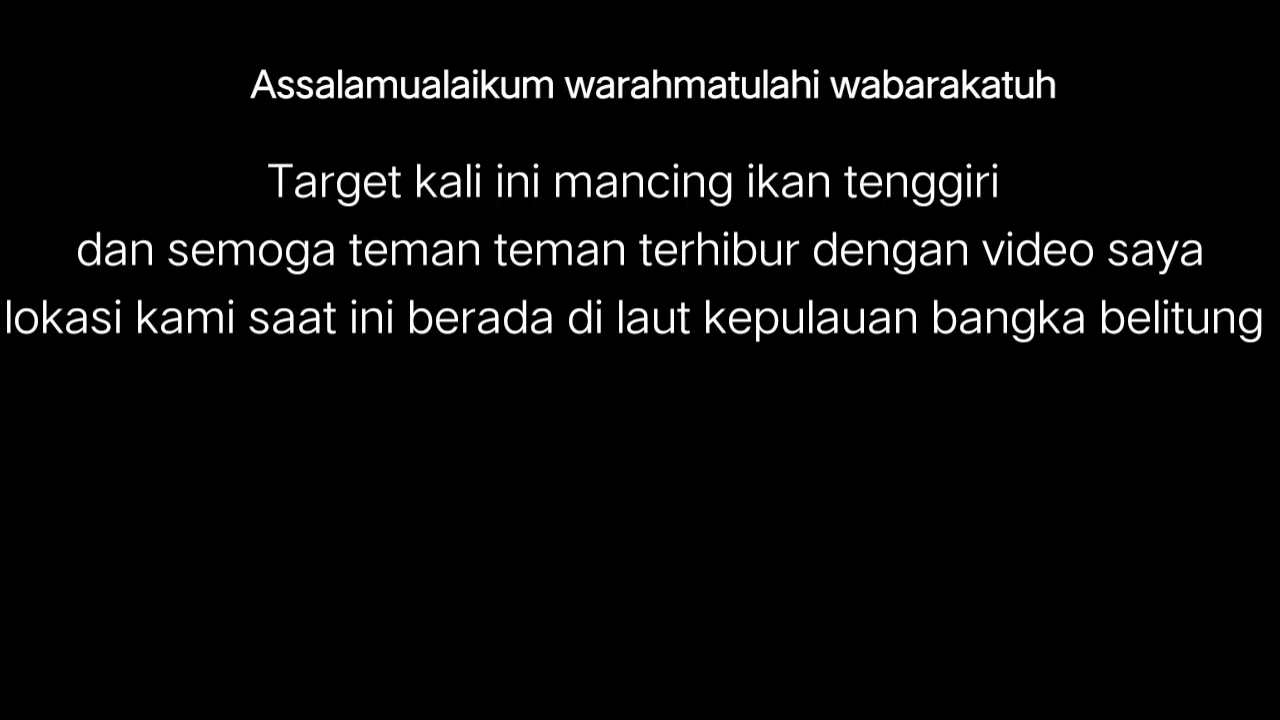 Assalamualaikum warahmatulahi wabarakatuh
Target kali ini mancing ikan tenggiri
dan semoga teman teman terhibur dengan video saya
lokasi kami saat ini berada di laut kepulauan bangka belitung